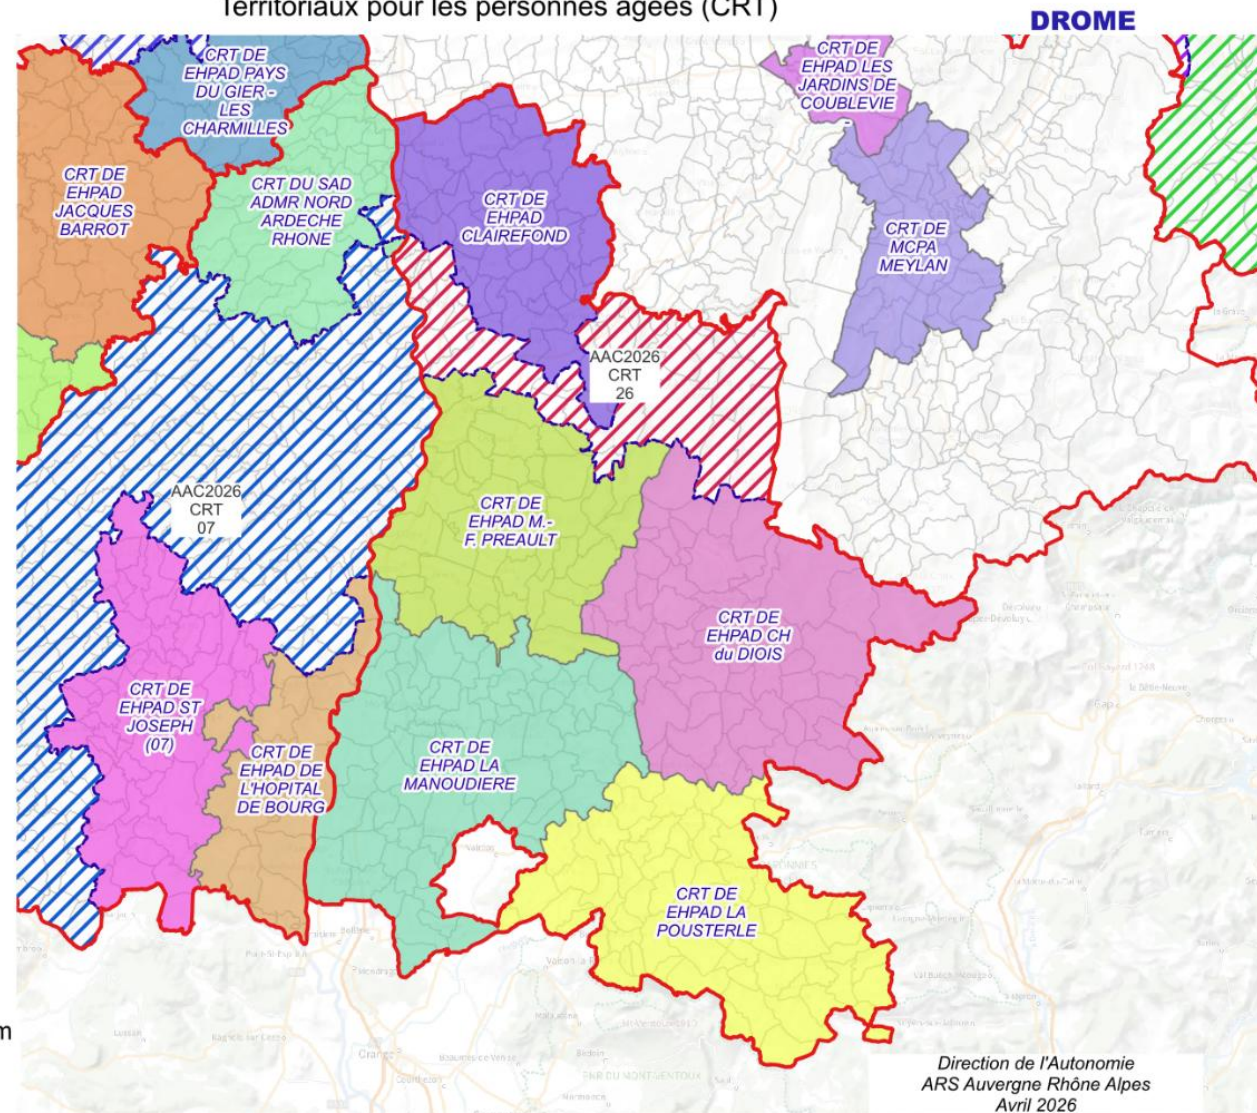 Territoriaux pour les personnes agées (CRT)
DROME
CRT DE
EHPAD PAYS
DU GIER -
LES
CHARMILLES
CRT DE
EHPAD LES
JARDINS DE
COUBLEVIE
-
CRT DE
EHPAD
JACQUES
BARROT
CRT DU SAD
ADMR NORD
ARDECHE
RHONE
CRT DE
EHPAD
CLAIREFOND
CRT DE
MCPA
MEYLAN
AAC2026
CRT
26
AAC2026
CRT
07
CRT DE
EHPAD M.-
F. PREAULT
CRT DE
EHPAD CH
du DIOIS
CRT DE
EHPAD ST
JOSEPH
(07)
CRT DE
EHPAD DE
L'HOPITAL
DE BOURG
CRT DE
EHPAD LA
MANOUDIERE
CRT DE
EHPAD LA
POUSTERLE
Valréas
Gap
Orange
m
Direction de l'Autonomie
ARS Auvergne Rhône Alpes
Avril 2026